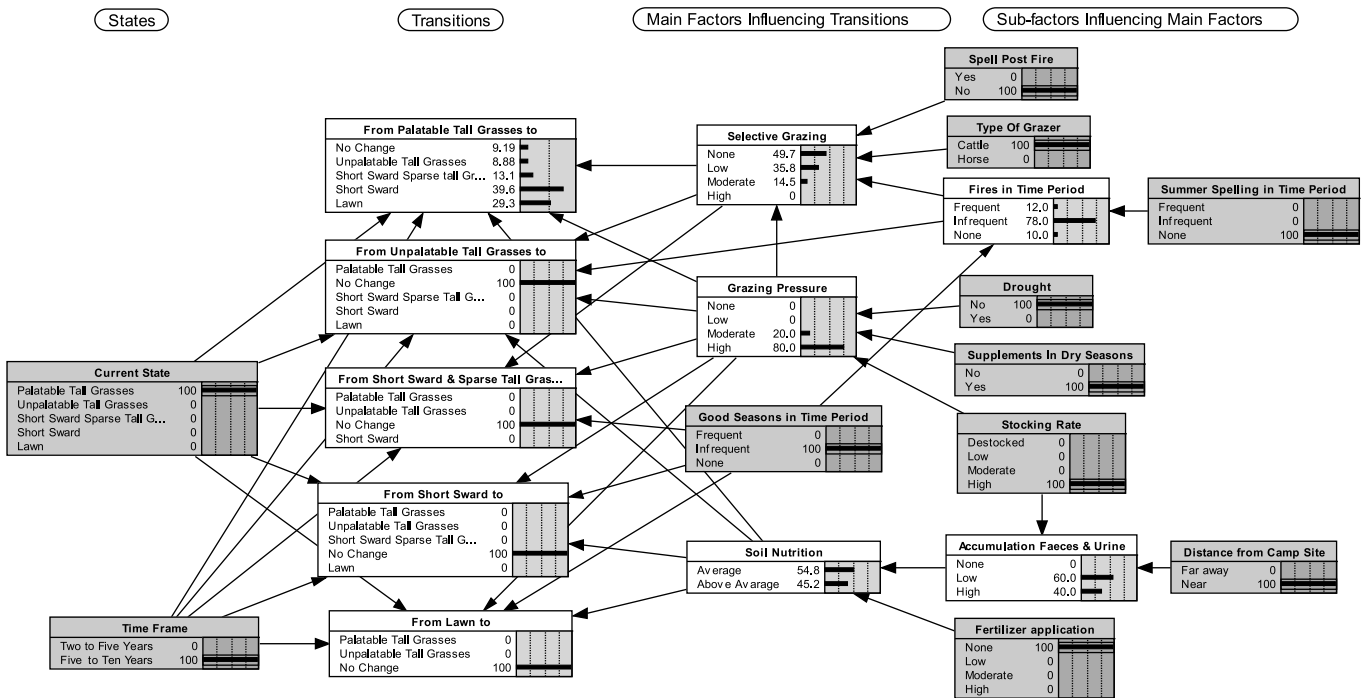 States
Transitions
Main Factors Influencing Transitions
Sub-factors Influencing Main Factors
Current State
Palatable Tall Grasses 100
Unpalatable Tall Grasses 0
Short Sward Sparse Tall G... 0
Short Sward 0
Lawn 0
Time Frame
Two to Five Years 0
Five to Ten Years 100
From Palatable Tall Grasses to
No Change 9.19
Unpalatable Tall Grasses 8.88
Short Sward Sparse tall Gr... 13.1
Short Sward 39.6
Lawn 29.3
From Unpalatable Tall Grasses to
Palatable Tall Grasses 0
No Change 100
Short Sward Sparse Tall G... 0
Short Sward 0
Lawn 0
From Short Sward & Sparse Tall Gras...
Palatable Tall Grasses 0
Unpalatable Tall Grasses 0
No Change 100
Short Sward 0
From Short Sward to
Palatable Tall Grasses 0
Unpalatable Tall Grasses 0
Short Sward Sparse Tall G... 0
No Change 100
Lawn 0
From Lawn to
Palatable Tall Grasses 0
Unpalatable Tall Grasses 0
No Change 100
Selective Grazing
None 49.7
Low 35.8
Moderate 14.5
High 0
Grazing Pressure
None 0
Low 0
Moderate 20.0
High 80.0
Good Seasons in Time Period
Frequent 0
Infrequent 100
None 0
Soil Nutrition
Average 54.8
Above Avarage 45.2
Spell Post Fire
Yes 0
No 100
Type Of Grazer
Cattle 100
Horse 0
Fires in Time Period
Frequent 12.0
Infrequent 78.0
None 10.0
Summer Spelling in Time Period
Frequent 0
Infrequent 0
None 100
Drought
No 100
Yes 0
Supplements In Dry Seasons
No 0
Yes 100
Stocking Rate
Destocked 0
Low 0
Moderate 0
High 100
Accumulation Faeces & Urine
None 0
Low 60.0
High 40.0
Distance from Camp Site
Far away 0
Near 100
Fertilizer application
None 100
Low 0
Moderate 0
High 0